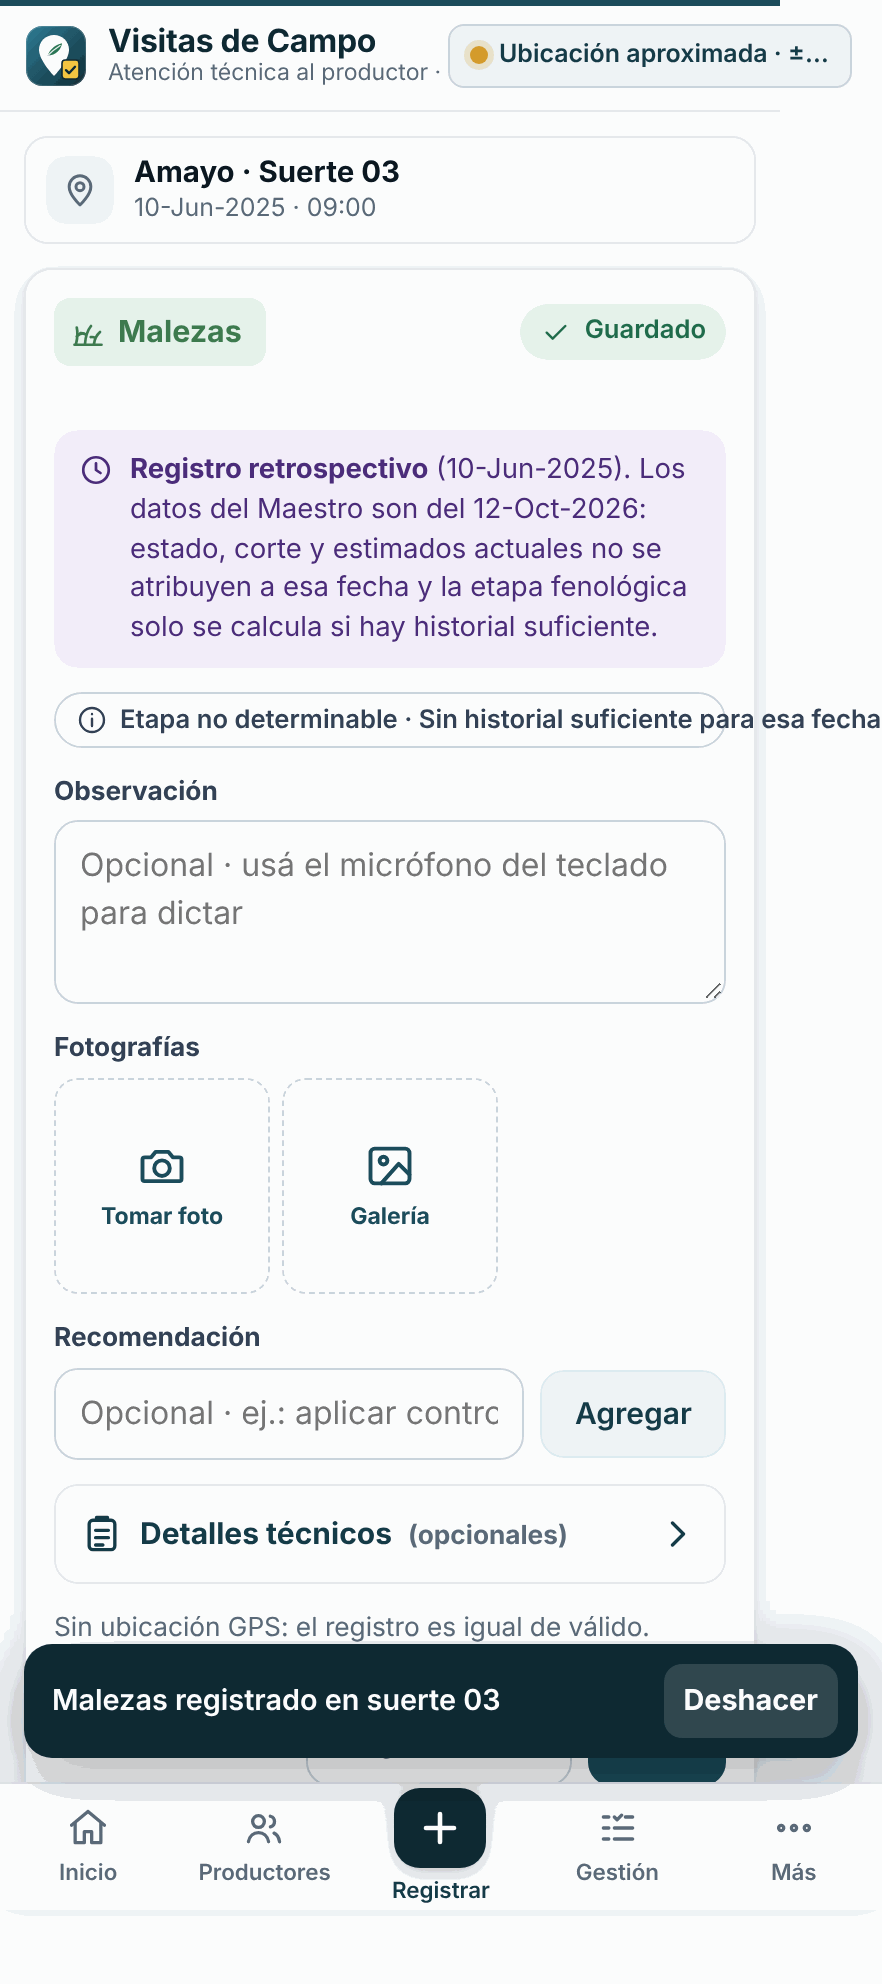 Visitas de Campo
Atención técnica al productor ·
Ubicación aproximada · ±...
Amayo · Suerte 03
10-Jun-2025 · 09:00
Malezas
Guardado
Registro retrospectivo (10-Jun-2025). Los
datos del Maestro son del 12-Oct-2026:
estado, corte y estimados actuales no se
atribuyen a esa fecha y la etapa fenológica
solo se calcula si hay historial suficiente.
Etapa no determinable · Sin historial suficiente para esa fecha
Observación
Opcional · usá el micrófono del teclado
para dictar
Fotografías
Tomar foto
Galería
Recomendación
Opcional · ej.: aplicar contro
Agregar
Detalles técnicos (opcionales)
Sin ubicación GPS: el registro es igual de válido.
Malezas registrado en suerte 03
Deshacer
Inicio
Productores
Registrar
Gestión
Más